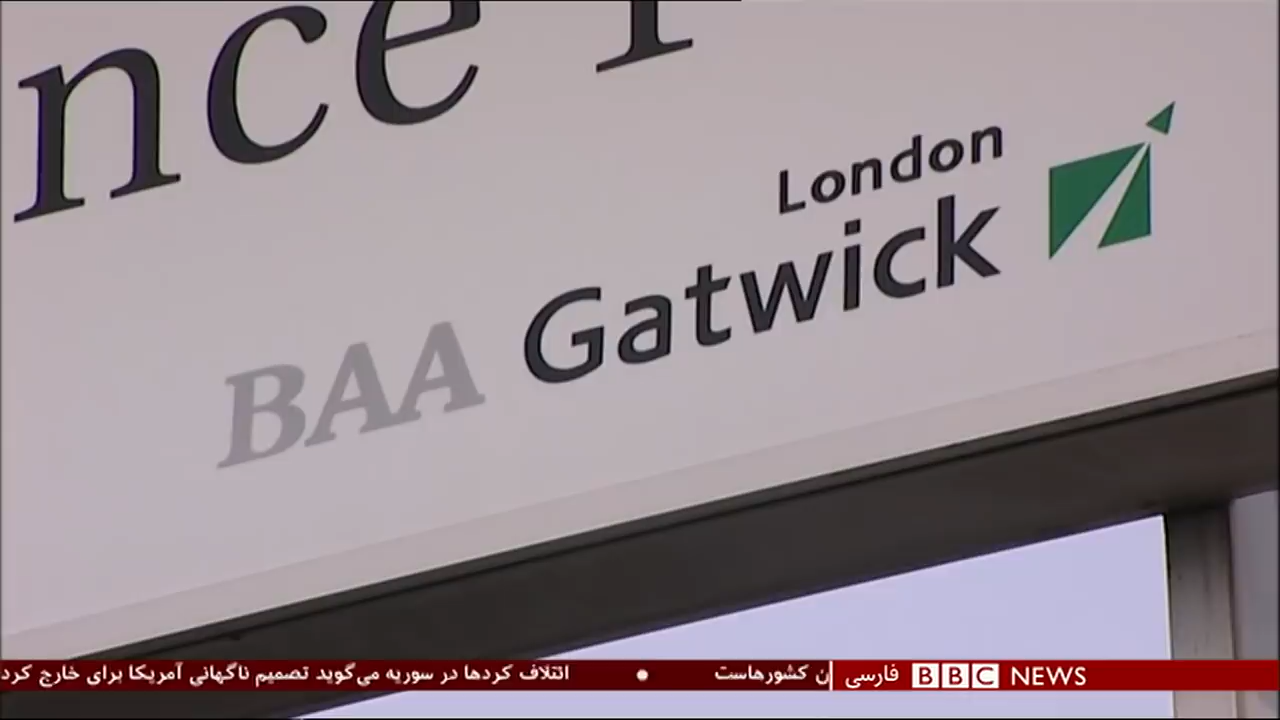 nce
London
BAA Gatwick
ائتلاف کردها در سوریه می‌گوید تصمیم ناگهانی آمریکا برای خارج کرد • ن کشورهاست فارسی BBC NEWS